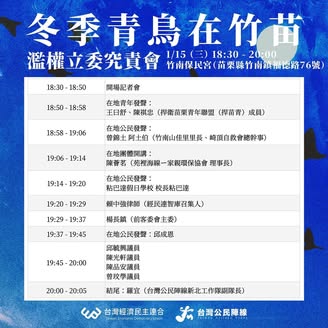 冬季青鳥在竹苗
濫權立委究責會
1/15 (三) 18:30 - 20:00
竹南保民宮(苗栗縣竹南鎮福德路76號)
18:30 - 18:50 開場記者會
18:50 - 18:58 在地青年發聲:
王日舒、陳祺忠(捍衛苗栗青年聯盟(捍苗青)成員)
18:58 - 19:06 在地公民發聲:
曾錦土 阿土伯(竹南山佳里里長、崎頂自救會總幹事)
19:06 - 19:14 在地團體開講:
陳薈茗(苑裡海線一家親環保協會 理事長)
19:14 - 19:20 在地公民發聲:
粘巴達假日學校 校長粘巴達
19:20 - 19:29 賴中強律師(經民連智庫召集人)
19:29 - 19:37 楊長鎮(前客委會主委)
19:37 - 19:45 在地公民發聲:邱成恩
19:45 - 20:00
邱毓興議員
陳光軒議員
陳品安議員
曾玟學議員
20:00 - 20:05 結尾:羅宜(台灣公民陣線新北工作隊副隊長)
台灣經濟民主連合
台灣公民陣線